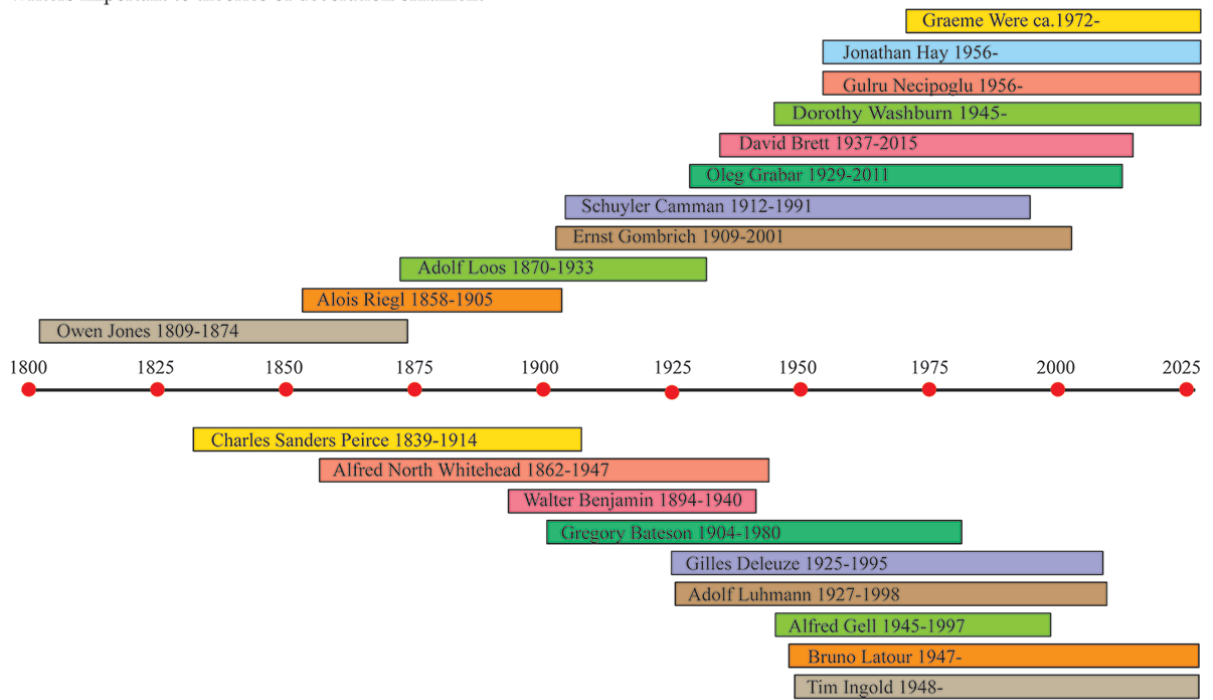 Graeme Were ca.1972-
Jonathan Hay 1956-
Gulru Necipoglu 1956-
Dorothy Washburn 1945-
David Brett 1937-2015
Oleg Grabar 1929-2011
Schuyler Camman 1912-1991
Ernst Gombrich 1909-2001
Adolf Loos 1870-1933
Alois Riegl 1858-1905
Owen Jones 1809-1874
1800 1825 1850 1875 1900 1925 1950 1975 2000 2025
Charles Sanders Peirce 1839-1914
Alfred North Whitehead 1862-1947
Walter Benjamin 1894-1940
Gregory Bateson 1904-1980
Gilles Deleuze 1925-1995
Adolf Luhmann 1927-1998
Alfred Gell 1945-1997
Bruno Latour 1947-
Tim Ingold 1948-